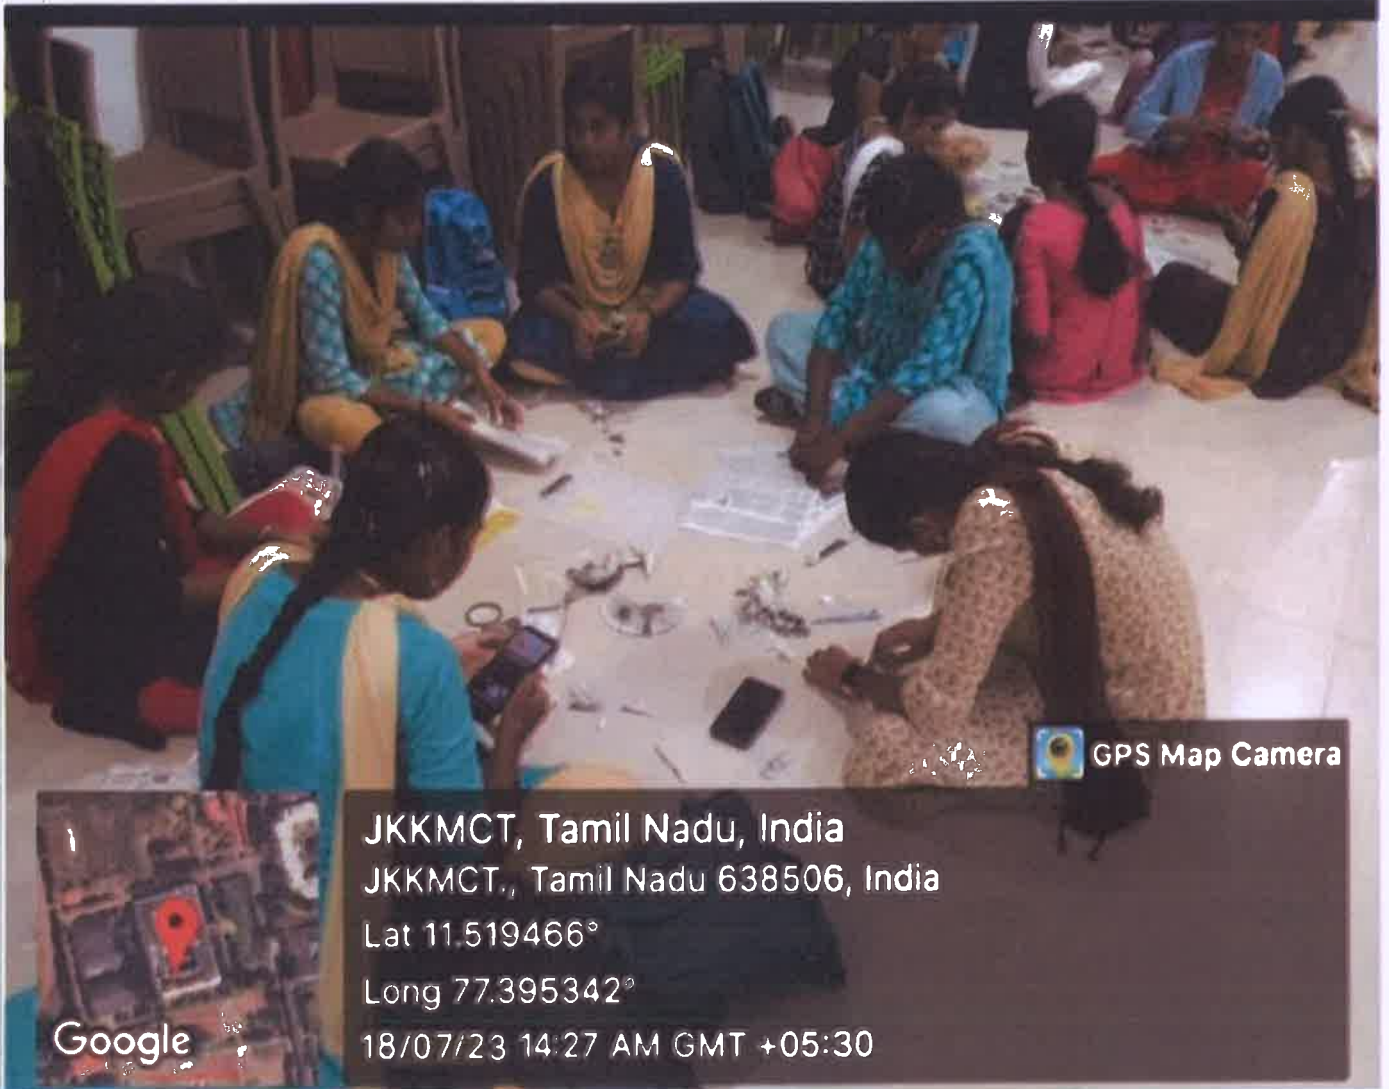 GPS Map Camera
JKKMCT, Tamil Nadu, India
JKKMCT., Tamil Nadu 638506, India
Lat 11.519466°
Long 77.395342°
18/07/23 14:27 AM GMT +05:30
Google